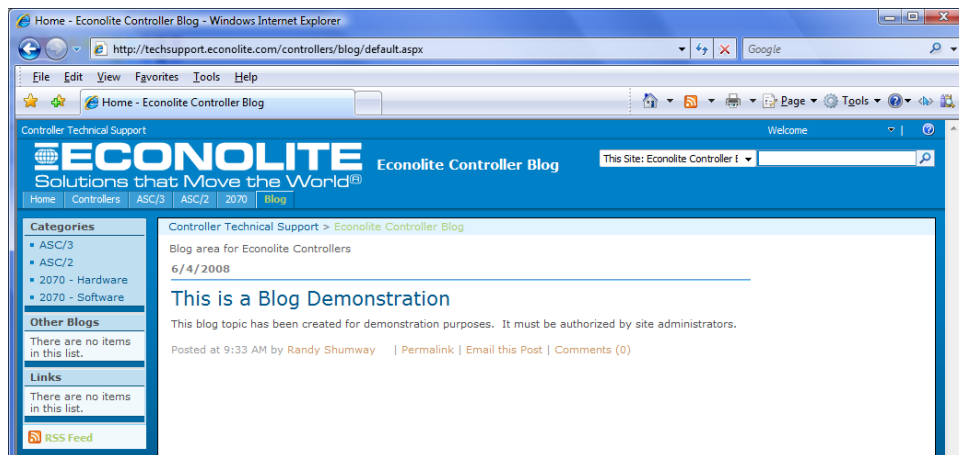 Home - Econolite Controller Blog - Windows Internet Explorer
http://techsupport.econolite.com/controllers/blog/default.aspx
Google
File Edit View Favorites Tools Help
Home - Econolite Controller Blog
Page Tools
Controller Technical Support
Welcome
ECONOLITE
Solutions that Move the World®
Econolite Controller Blog
This Site: Econolite Controller E
Home Controllers ASC/3 ASC/2 2070 Blog
Categories
ASC/3
ASC/2
2070 - Hardware
2070 - Software
Other Blogs
There are no items
in this list.
Links
There are no items
in this list.
RSS Feed
Controller Technical Support > Econolite Controller Blog
Blog area for Econolite Controllers
6/4/2008
This is a Blog Demonstration
This blog topic has been created for demonstration purposes. It must be authorized by site administrators.
Posted at 9:33 AM by Randy Shumway | Permalink | Email this Post | Comments (0)